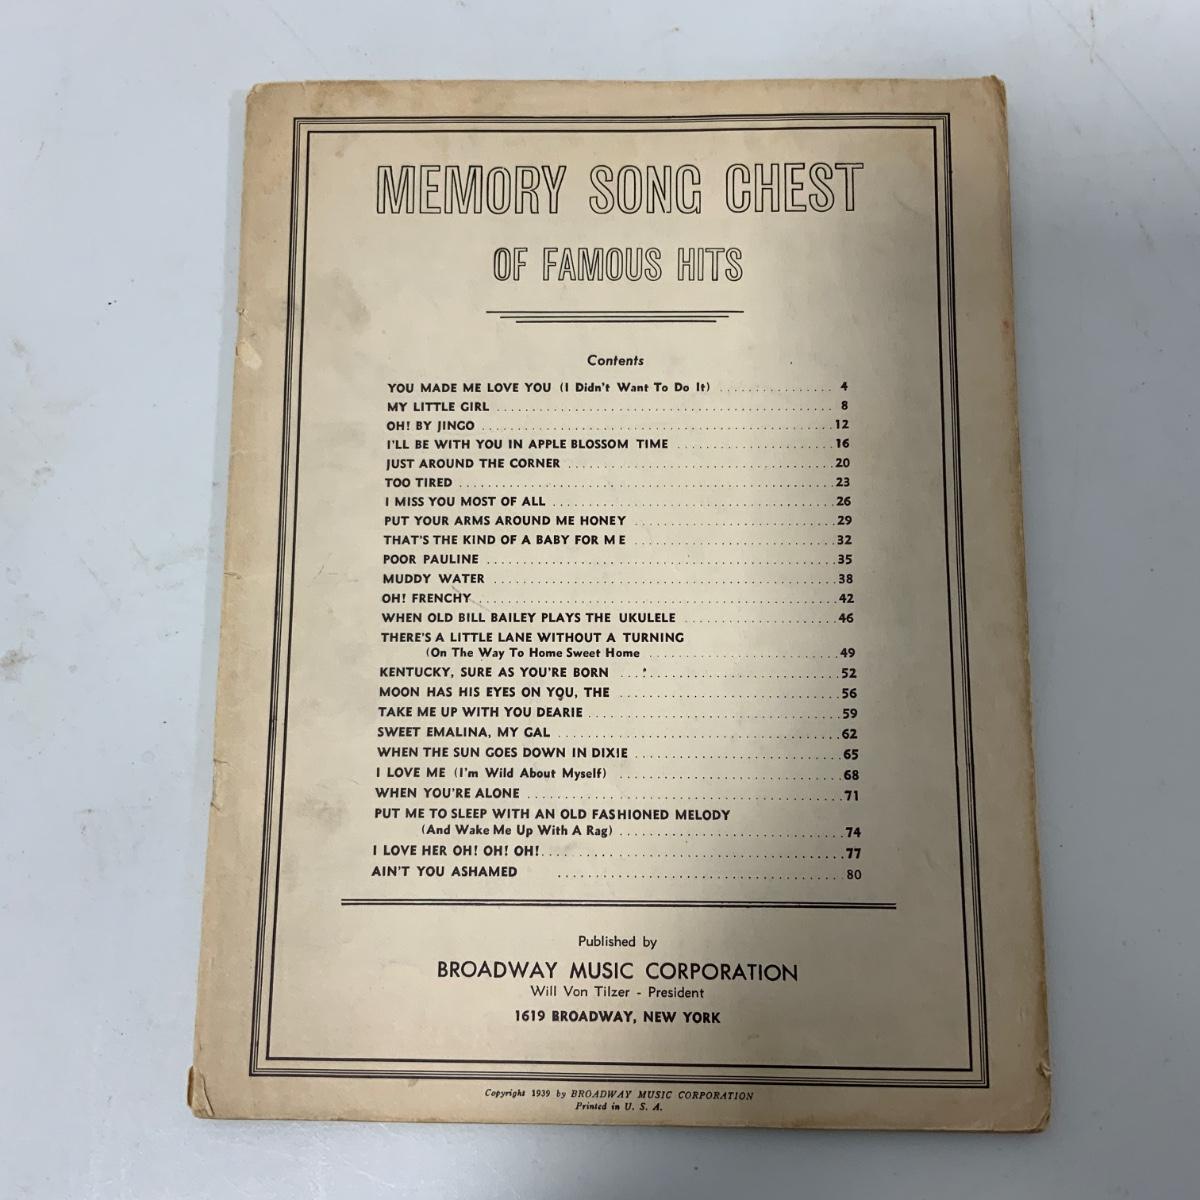 MEMORY SONG CHEST
OF FAMOUS HITS
Contents
YOU MADE ME LOVE YOU (I Didn't Want To Do It) ................ 4
MY LITTLE GIRL ................ 8
OH! BY JINGO ................ 12
I'LL BE WITH YOU IN APPLE BLOSSOM TIME ................ 16
JUST AROUND THE CORNER ................ 20
TOO TIRED ................ 23
I MISS YOU MOST OF ALL ................ 26
PUT YOUR ARMS AROUND ME HONEY ................ 29
THAT'S THE KIND OF A BABY FOR ME ................ 32
POOR PAULINE ................ 35
MUDDY WATER ................ 38
OH! FRENCHY ................ 42
WHEN OLD BILL BAILEY PLAYS THE UKULELE ................ 46
THERE'S A LITTLE LANE WITHOUT A TURNING
(On The Way To Home Sweet Home ................ 49
KENTUCKY, SURE AS YOU'RE BORN ................ 52
MOON HAS HIS EYES ON YOU, THE ................ 56
TAKE ME UP WITH YOU DEARIE ................ 59
SWEET EMALINA, MY GAL ................ 62
WHEN THE SUN GOES DOWN IN DIXIE ................ 65
I LOVE ME (I'm Wild About Myself) ................ 68
WHEN YOU'RE ALONE ................ 71
PUT ME TO SLEEP WITH AN OLD FASHIONED MELODY
(And Wake Me Up With A Rag) ................ 74
I LOVE HER OH! OH! OH! ................ 77
AIN'T YOU ASHAMED ................ 80
Published by
BROADWAY MUSIC CORPORATION
Will Von Tilzer - President
1619 BROADWAY, NEW YORK
Copyright 1939 by BROADWAY MUSIC CORPORATION
Printed in U. S. A.